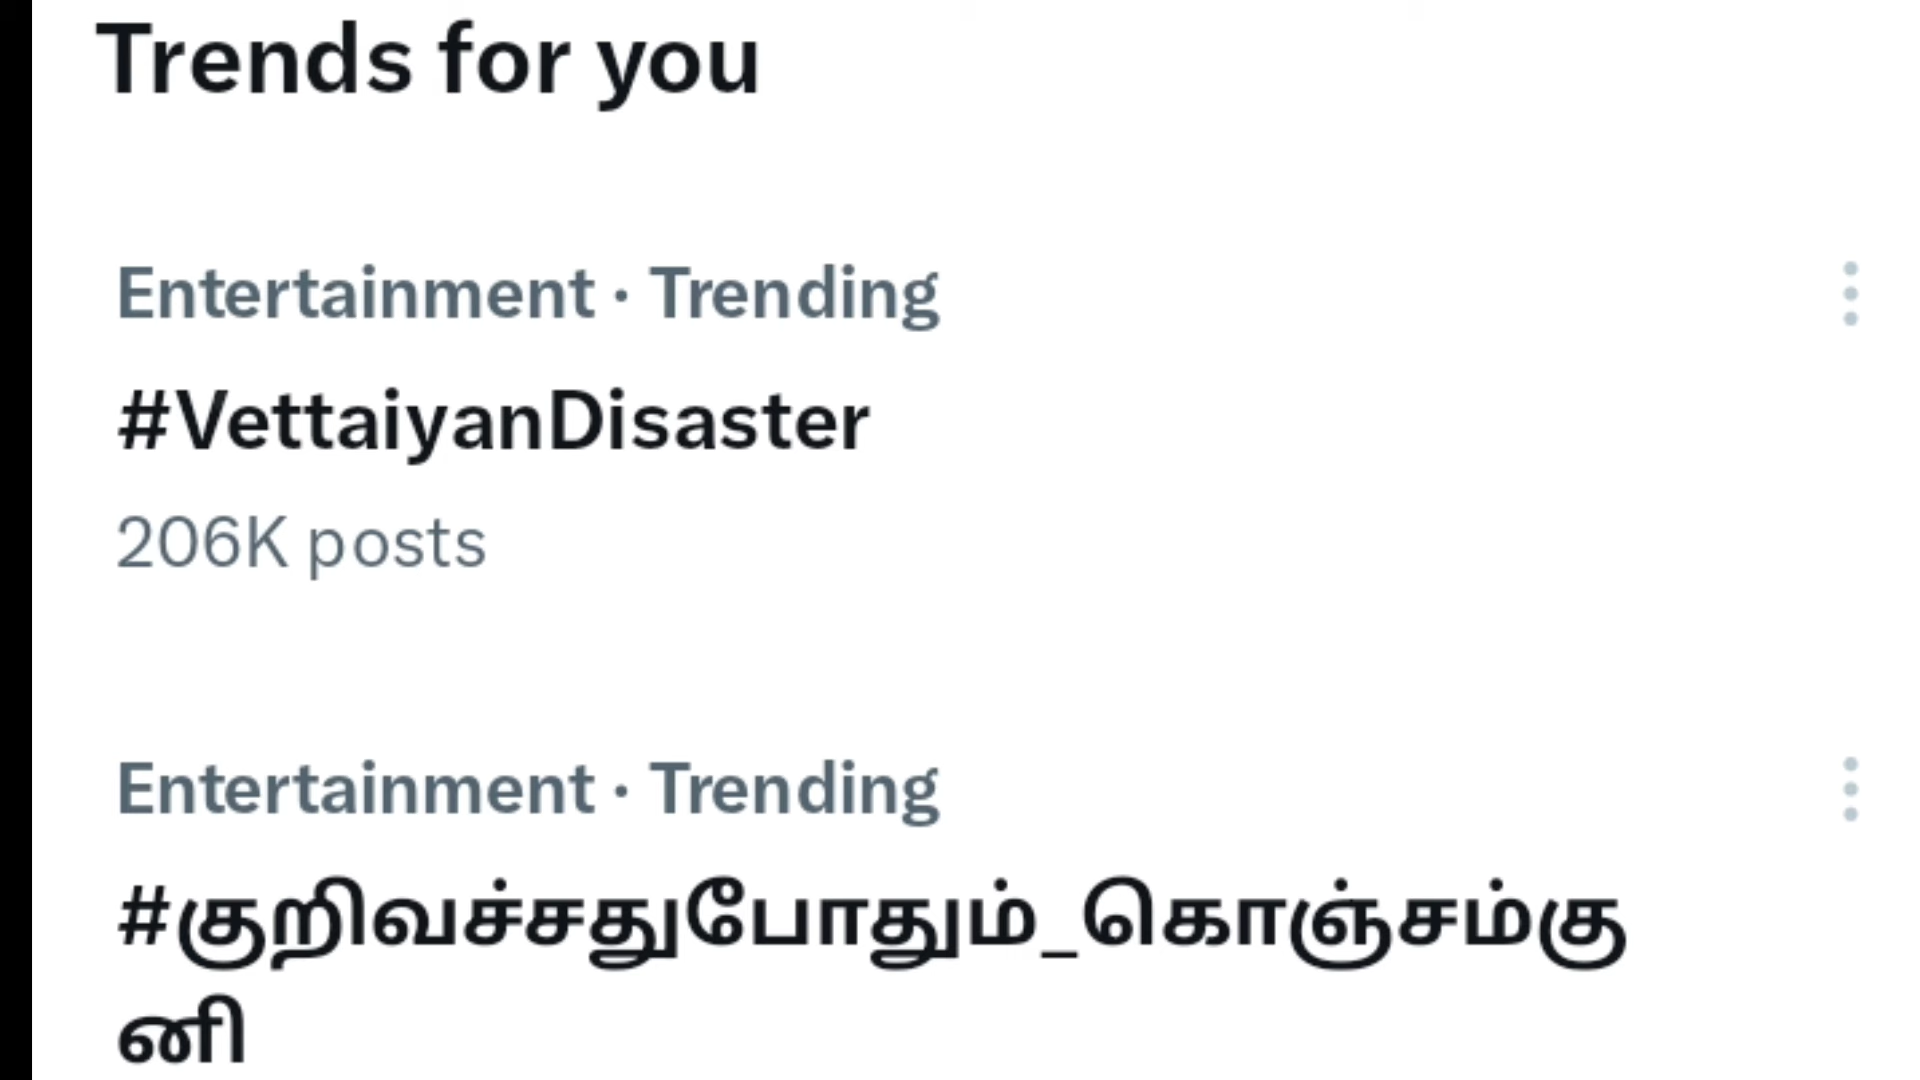 Trends for you
Entertainment · Trending
#VettaiyanDisaster
206K posts
Entertainment · Trending
#குறிவச்சதுபோதும்_கொஞ்சம்கு
னி